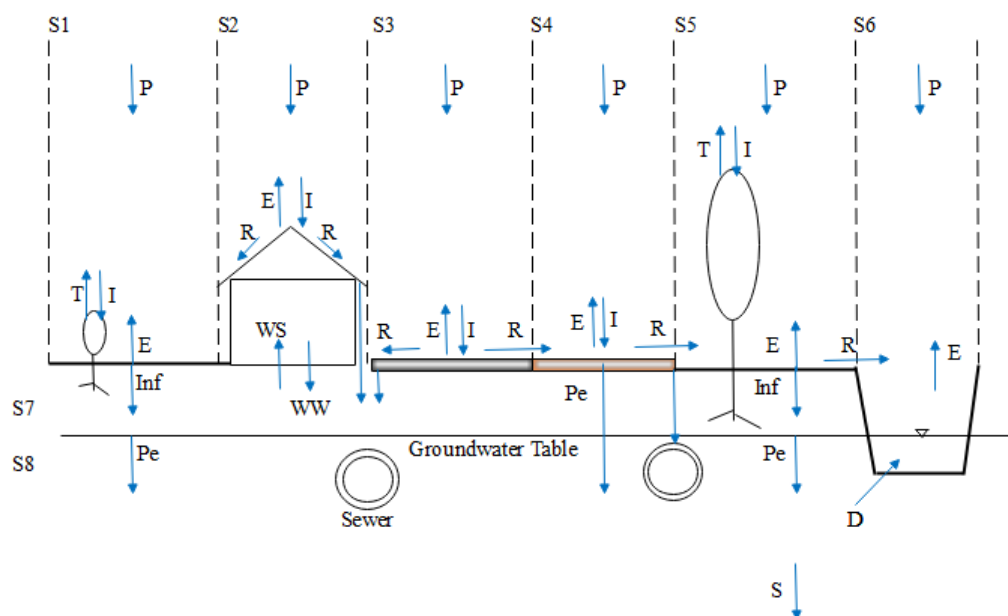 S1 S2 S3 S4 S5 S6
P P P P P P
T I
E I
R R
T I
E
WS
R E I R
E I
R
E
R
E
Inf
WW
Pe
Inf
S7
Groundwater Table
S8
Pe
Pe
Sewer
D
S